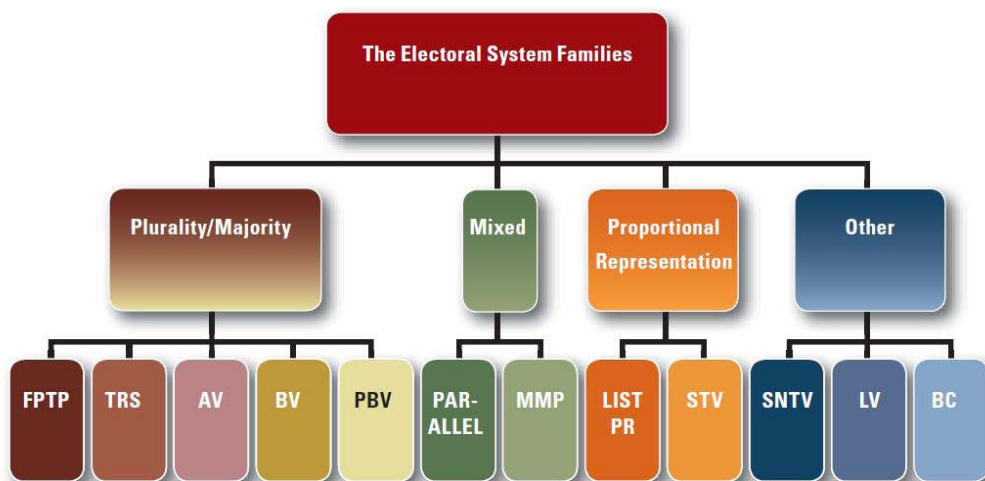 The Electoral System Families
Plurality/Majority
Mixed
Proportional
Representation
Other
FPTP
TRS
AV
BV
PBV
PAR-
ALLEL
MMP
LIST
PR
STV
SNTV
LV
BC